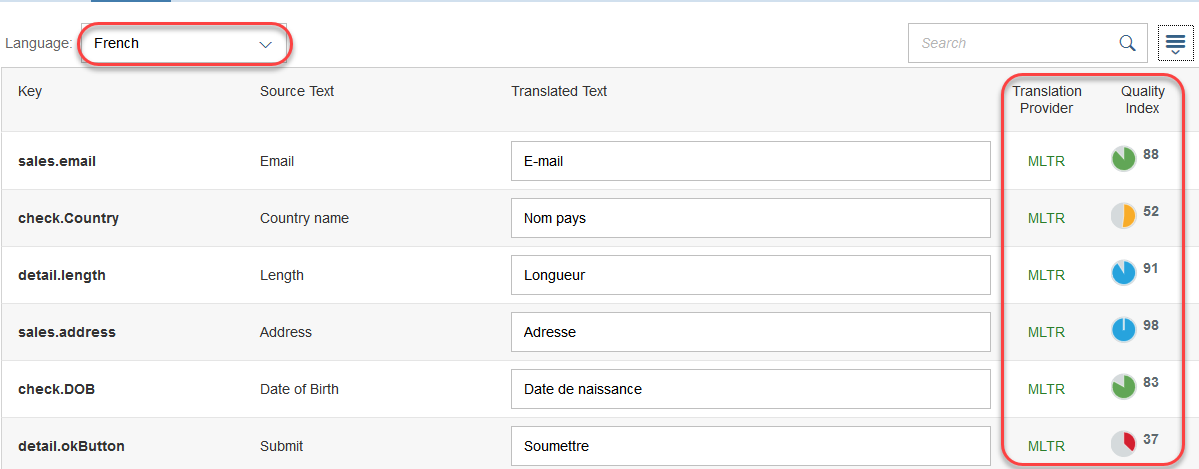 Language: French Search
Key Source Text Translated Text Translation Provider Quality Index
sales.email Email E-mail MLTR 88
check.Country Country name Nom pays MLTR 52
detail.length Length Longueur MLTR 91
sales.address Address Adresse MLTR 98
check.DOB Date of Birth Date de naissance MLTR 83
detail.okButton Submit Soumettre MLTR 37